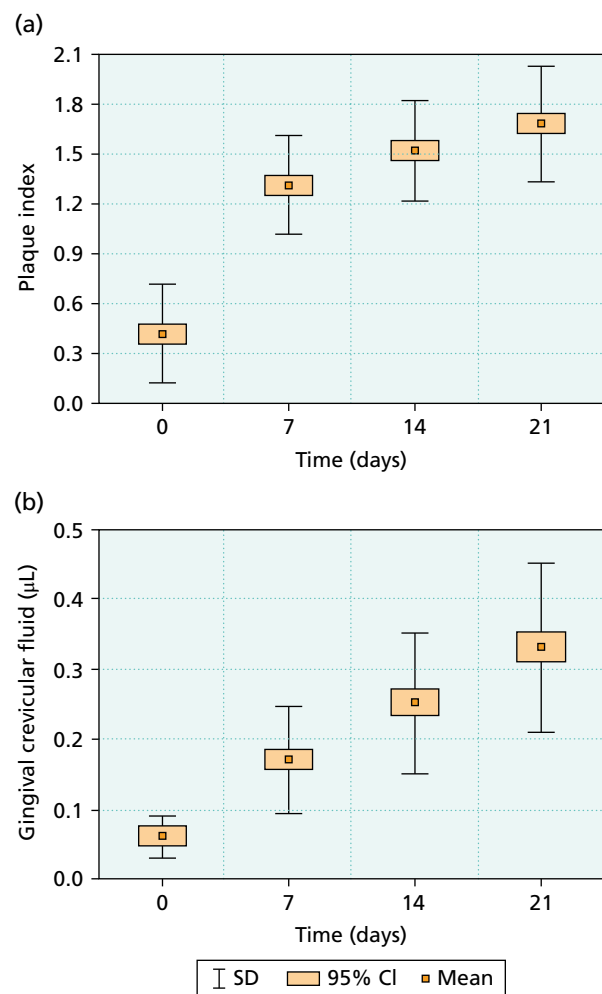 (a)
2.1
1.8
1.5
1.2
0.9
0.6
0.3
0.0
Plaque index
0 7 14 21
Time (days)
(b)
0.5
0.4
0.3
0.2
0.1
0.0
Gingival crevicular fluid (µL)
0 7 14 21
Time (days)
SD 95% CI Mean